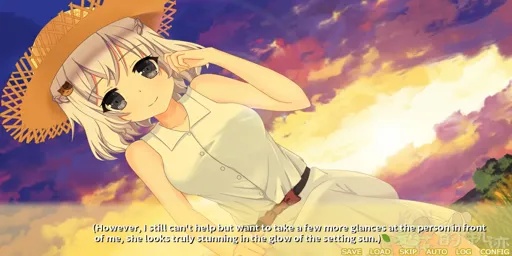 (However, I still can't help but want to take a few more glances at the person in front
of me, she looks truly stunning in the glow of the setting sun.)
SAVE LOAD SKIP AUTO LOG CONFIG